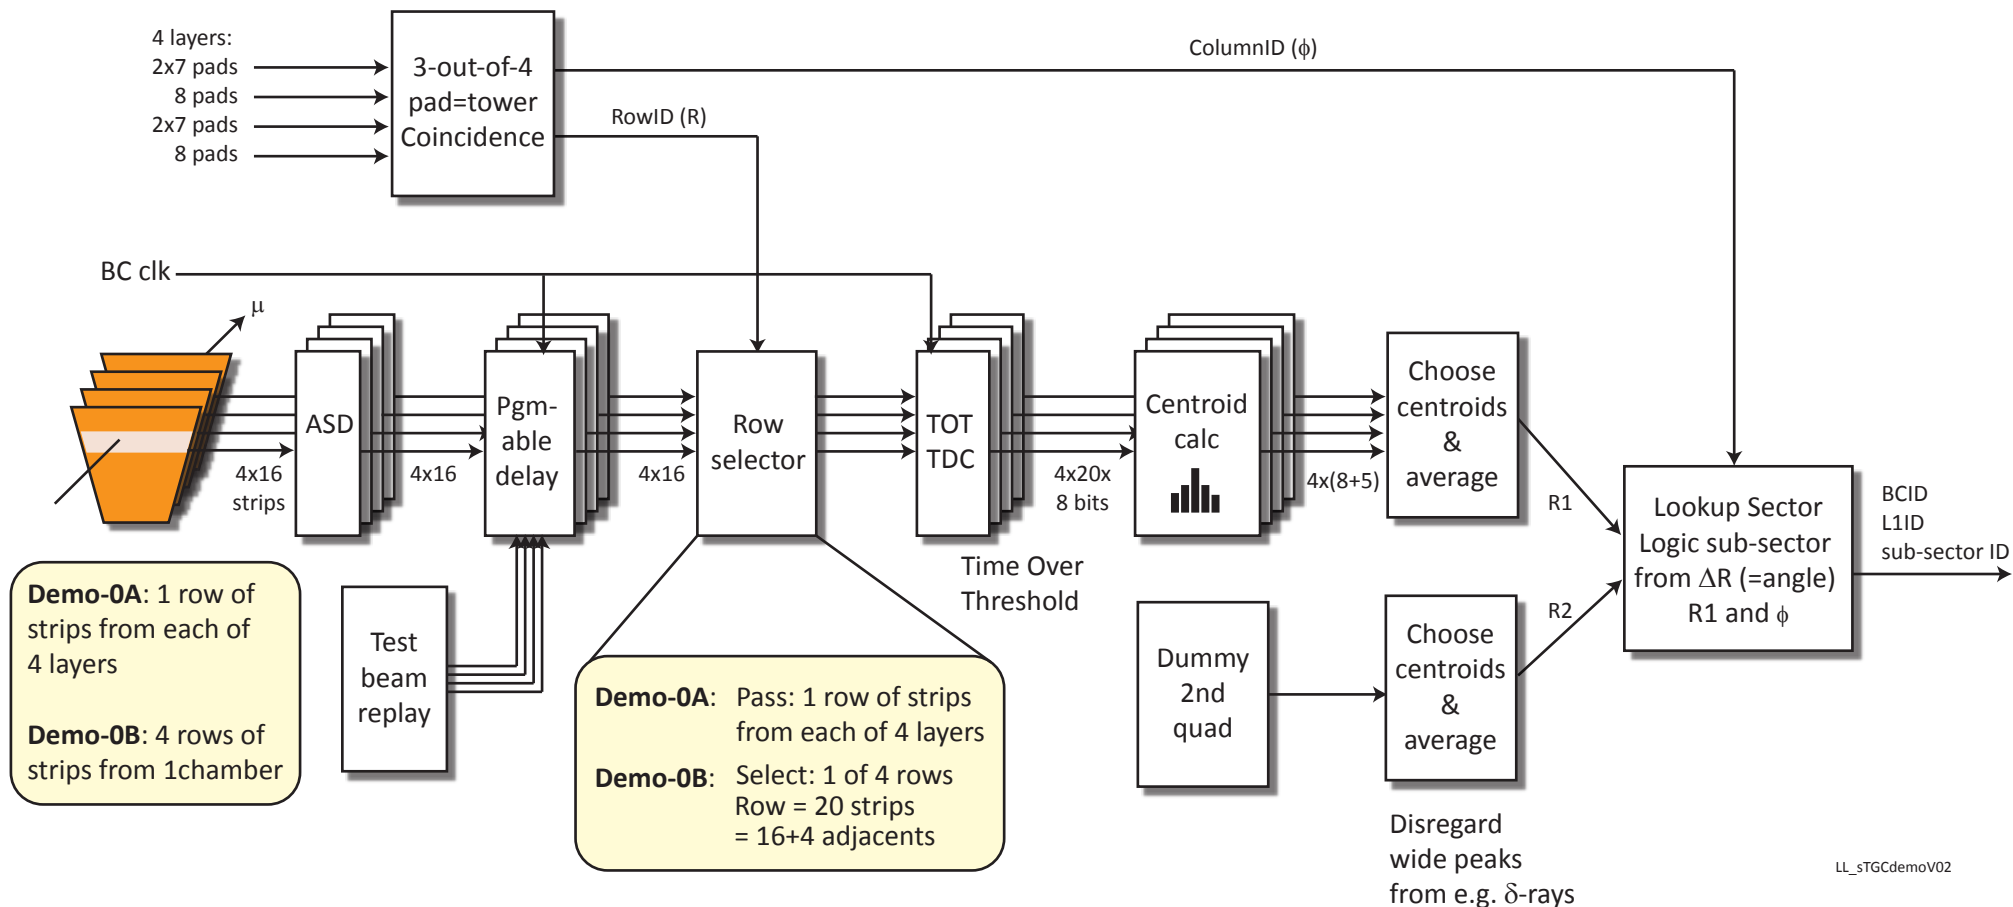 4 layers:
2x7 pads
8 pads
2x7 pads
8 pads
3-out-of-4
pad=tower
Coincidence
ColumnID (ϕ)
RowID (R)
BC clk
μ
4x16
strips
ASD
4x16
Pgm-
able
delay
4x16
Row
selector
TOT
TDC
4x20x
8 bits
Centroid
calc
4x(8+5)
Choose
centroids
&
average
R1
Lookup Sector
Logic sub-sector
from ΔR (=angle)
R1 and ϕ
BCID
L1ID
sub-sector ID
Time Over
Threshold
Demo-0A: 1 row of
strips from each of
4 layers
Demo-0B: 4 rows of
strips from 1chamber
Test
beam
replay
Demo-0A: Pass: 1 row of strips
from each of 4 layers
Demo-0B: Select: 1 of 4 rows
Row = 20 strips
= 16+4 adjacents
Dummy
2nd
quad
Choose
centroids
&
average
R2
Disregard
wide peaks
from e.g. δ-rays
LL_sTGCdemoV02